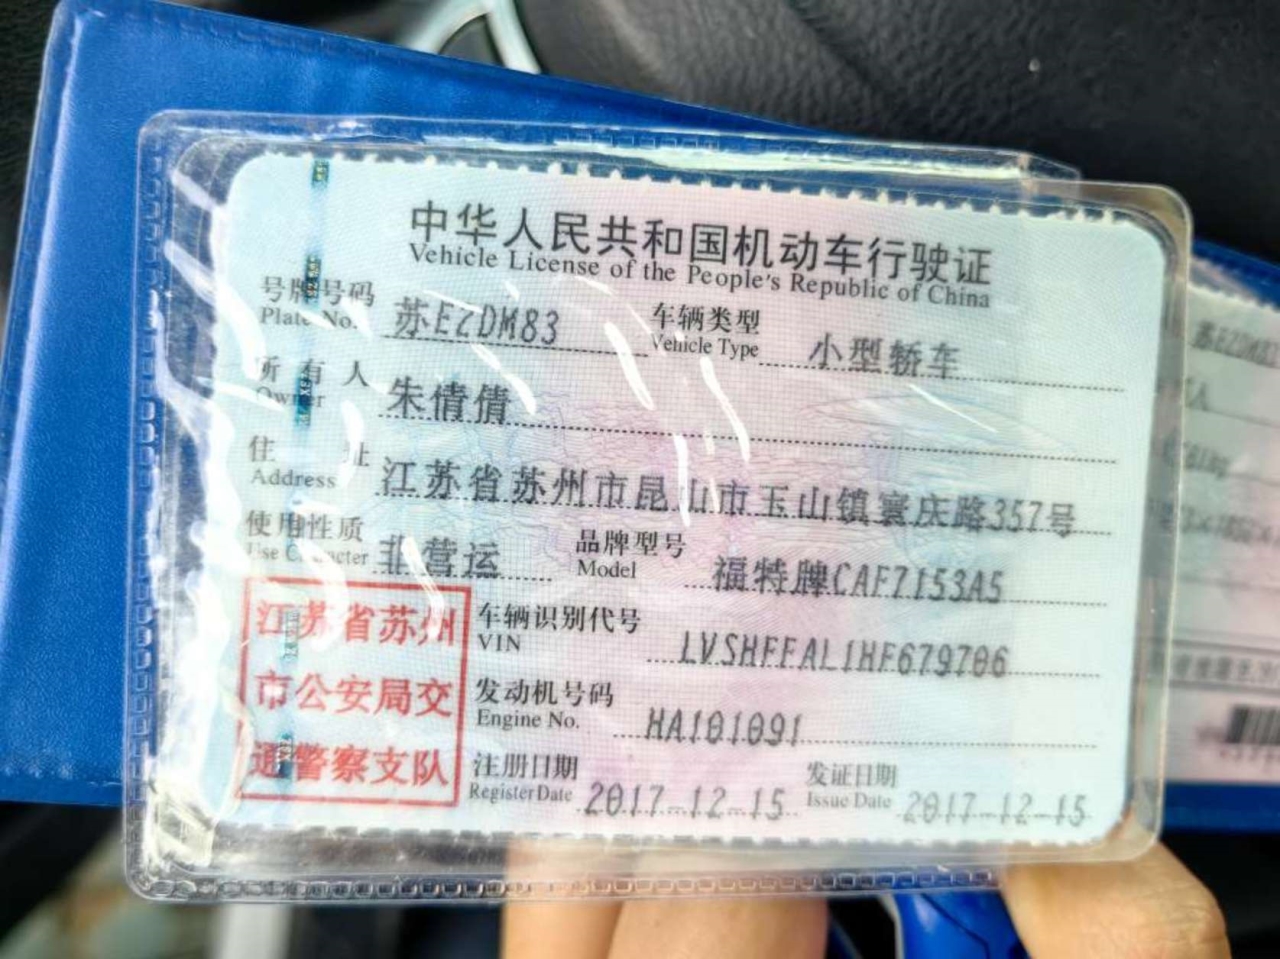 中华人民共和国机动车行驶证
Vehicle License of the People's Republic of China
号牌号码 苏EZDM83 车辆类型 小型轿车
Plate No. Vehicle Type
所有人 朱倩倩
Owner
住址 江苏省苏州市昆山市玉山镇寰庆路357号
Address
使用性质 非营运 品牌型号 福特牌CAF7153A5
Use Character Model
江苏省苏州
市公安局交
通警察支队
车辆识别代号 LVSHFFAL1HF679706
VIN
发动机号码 HA101091
Engine No.
注册日期 2017-12-15 发证日期 2017-12-15
Register Date Issue Date